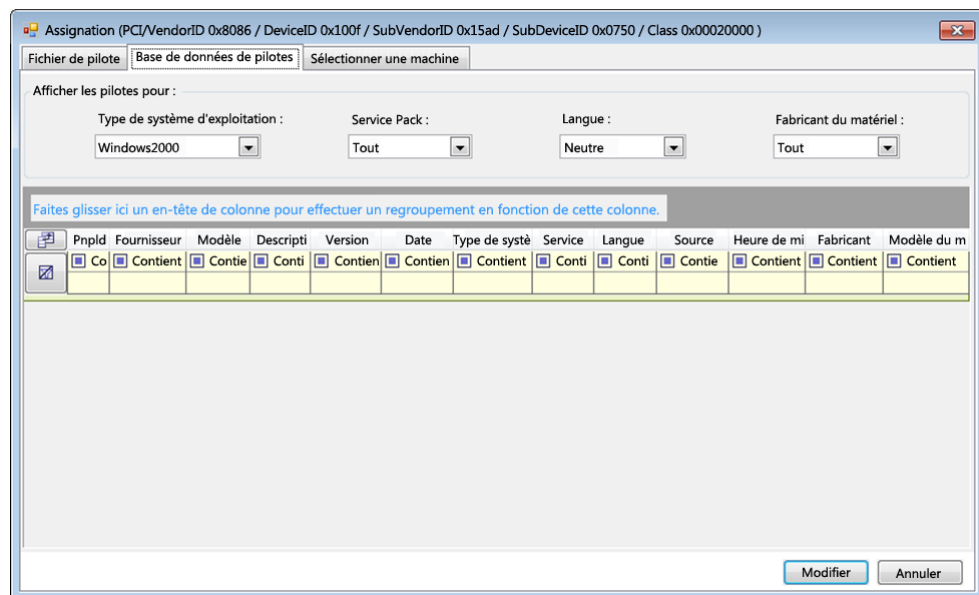 Assignation (PCI/VendorID 0x8086 / DeviceID 0x100f / SubVendorID 0x15ad / SubDeviceID 0x0750 / Class 0x00020000 )
Fichier de pilote Base de données de pilotes Sélectionner une machine
Afficher les pilotes pour :
Type de système d'exploitation : Service Pack : Langue : Fabricant du matériel :
Windows2000 Tout Neutre Tout
Faites glisser ici un en-tête de colonne pour effectuer un regroupement en fonction de cette colonne.
PnpId Fournisseur Modèle Descripti Version Date Type de systè Service Langue Source Heure de mi Fabricant Modèle du m
Co Contient Contie Conti Contien Contien Contient Conti Conti Contie Contient Contient Contient
Modifier Annuler